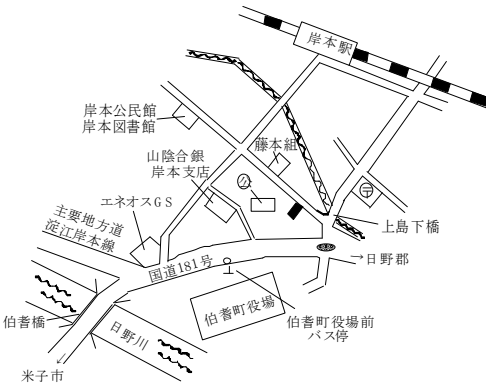 岸本駅
岸本公民館
岸本図書館
藤本組
山陰合銀
岸本支店
公
エネオスGS
主要地方道
淀江岸本線
〒
上島下橋
→日野郡
国道181号
伯耆町役場
伯耆町役場前
バス停
伯耆橋
日野川
米子市